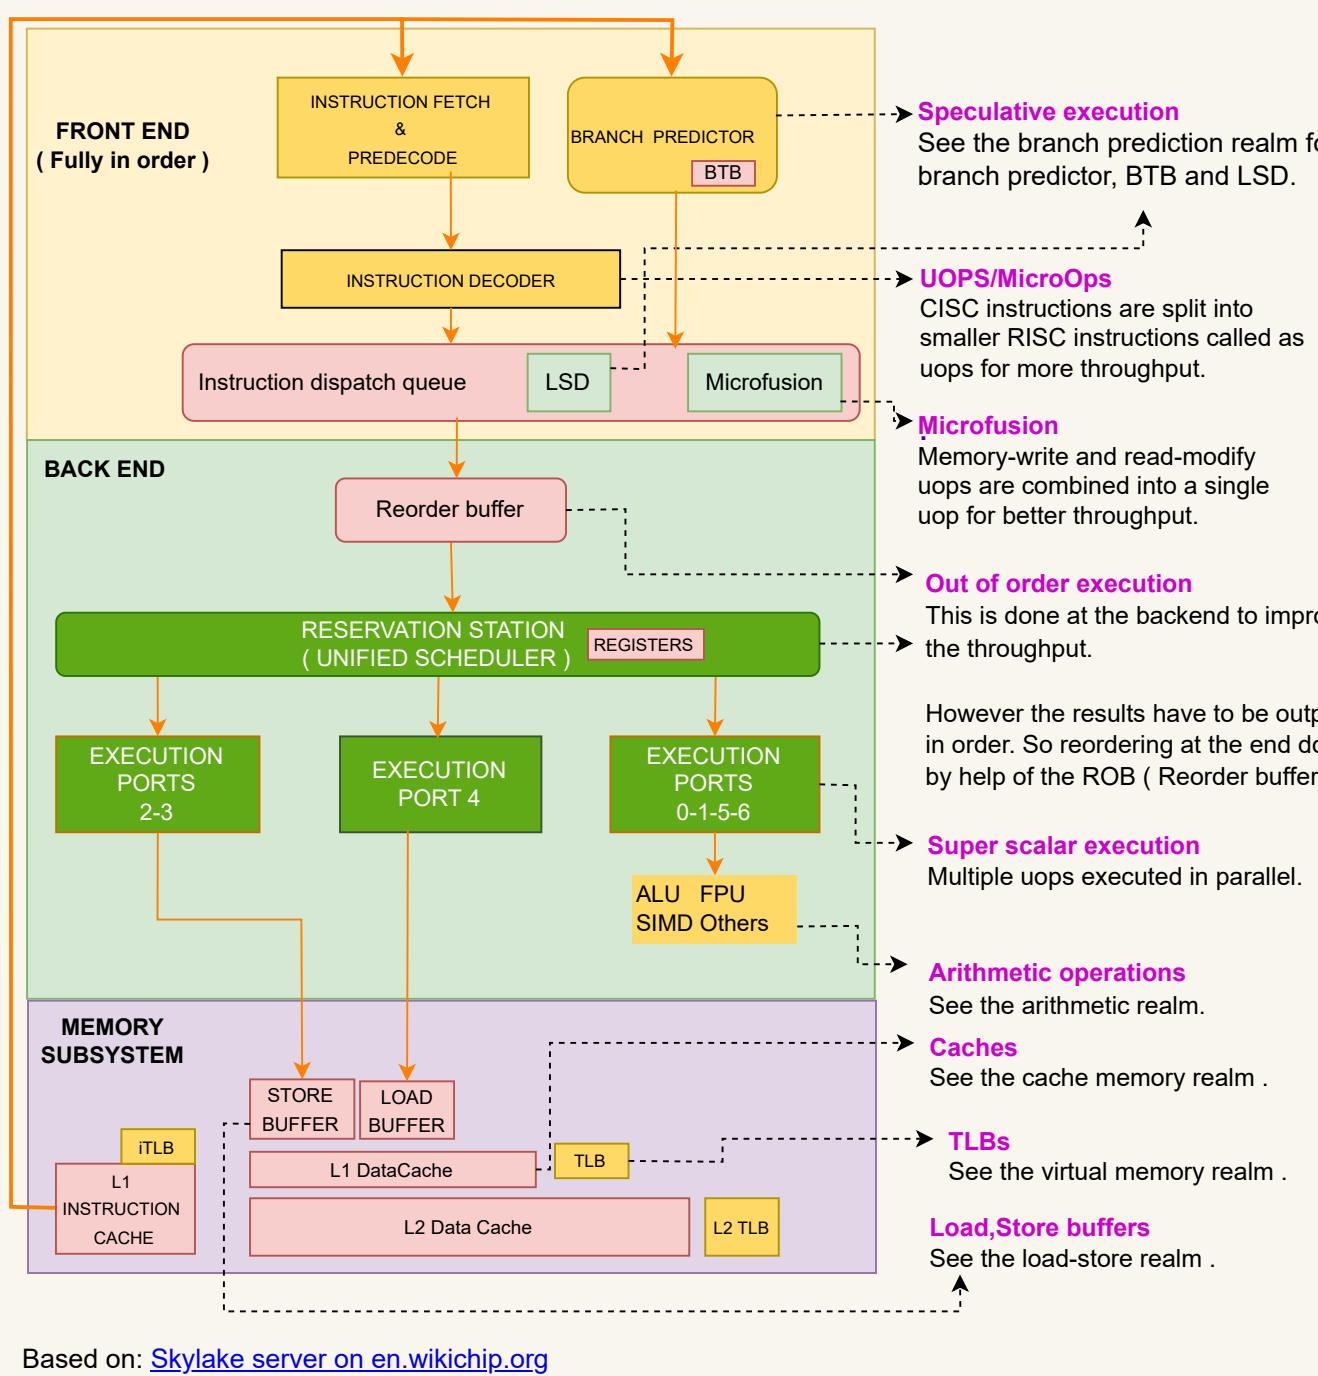 FRONT END
( Fully in order )
INSTRUCTION FETCH
&
PREDECODE
BRANCH PREDICTOR
BTB
Speculative execution
See the branch prediction realm
branch predictor, BTB and LSD.
INSTRUCTION DECODER
UOPS/MicroOps
CISC instructions are split into
smaller RISC instructions called as
uops for more throughput.
Instruction dispatch queue
LSD
Microfusion
Microfusion
Memory-write and read-modify
uops are combined into a single
uop for better throughput.
BACK END
Reorder buffer
Out of order execution
This is done at the backend to
the throughput.
However the results have to be
in order. So reordering at the end
by help of the ROB ( Reorder buffer
RESERVATION STATION
( UNIFIED SCHEDULER )
REGISTERS
EXECUTION
PORTS
2-3
EXECUTION
PORT 4
EXECUTION
PORTS
0-1-5-6
Super scalar execution
Multiple uops executed in parallel.
ALU FPU
SIMD Others
Arithmetic operations
See the arithmetic realm.
MEMORY
SUBSYSTEM
Caches
See the cache memory realm .
STORE
BUFFER
LOAD
BUFFER
iTLB
L1
INSTRUCTION
CACHE
L1 DataCache
TLB
TLBs
See the virtual memory realm .
L2 Data Cache
L2 TLB
Load,Store buffers
See the load-store realm .
Based on: Skylake server on en.wikichip.org